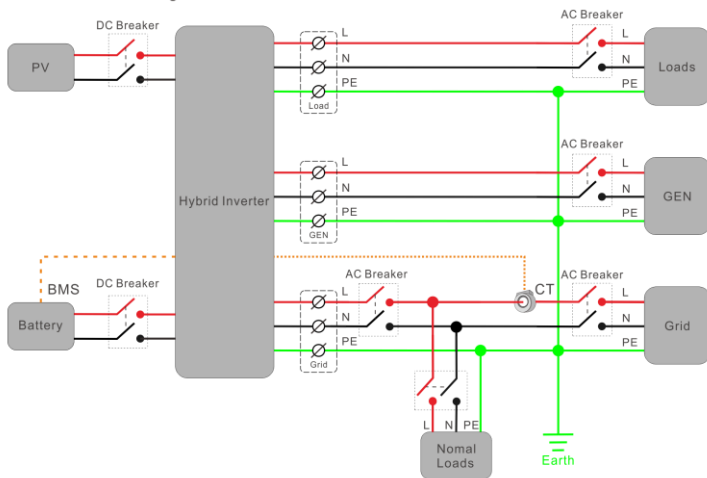 DC Breaker
AC Breaker
L
L
PV
N
N
Loads
PE
PE
Load
AC Breaker
L
L
Hybrid Inverter
N
N
GEN
PE
PE
GEN
BMS
DC Breaker
AC Breaker
CT
AC Breaker
L
L
Battery
N
N
Grid
PE
PE
Grid
L N PE
Nomal
Loads
Earth